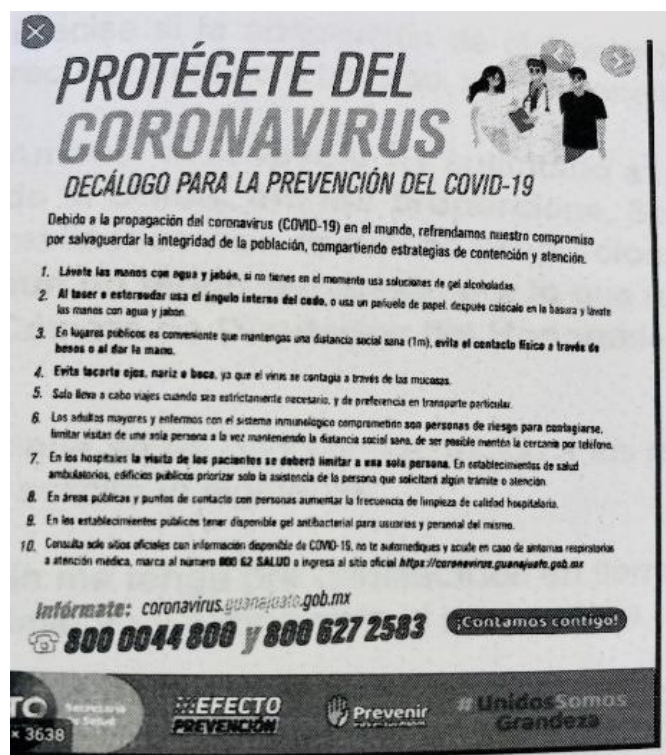 PROTÉGETE DEL
CORONAVIRUS
DECÁLOGO PARA LA PREVENCIÓN DEL COVID-19
Debido a la propagación del coronavirus (COVID-19) en el mundo, refrendamos nuestro compromiso
por salvaguardar la integridad de la población, compartiendo estrategias de contención y atención.
1. Lávate las manos con agua y jabón, si no tienes en el momento usa soluciones de gel alcoholadas.
2. Al toser o estornudar usa el ángulo interno del codo, o usa un pañuelo de papel, después colócalo en la basura y lávate
las manos con agua y jabón.
3. En lugares públicos es conveniente que mantengas una distancia social sana (1m), evita el contacto físico a través de
besos o al dar la mano.
4. Evita tocarte ojos, nariz o boca, ya que el virus se contagia a través de las mucosas.
5. Solo lleva a cabo viajes cuando sea estrictamente necesario, y de preferencia en transporte particular.
6. Los adultos mayores y enfermos con el sistema inmunologico comprometido son personas de riesgo para contagiarse,
limitar visitas de una sola persona a la vez manteniendo la distancia social sana, de ser posible mentén la cercanía por teléfono.
7. En los hospitales la visita de los pacientes se deberá limitar a una sola persona. En establecimientos de salud
ambulatorios, edificios públicos priorizar solo la asistencia de la persona que solicitará algún trámite o atención.
8. En áreas públicas y puntos de contacto con personas aumentar la frecuencia de limpieza de calidad hospitalaria.
9. En los establecimientos públicos tener disponible gel antibacterial para usuarios y personal del mismo.
10. Consulta solo sitios oficiales con información disponible de COVID-19, no te automediques y acude en caso de síntomas respiratorios
a atención médica, marca al número 800 62 SALUD o ingresa al sitio oficial https://coronavirus.guanajuato.gob.mx
Infórmate: coronavirus.guanajuato.gob.mx
800 0044 800 y 800 627 2583 ¡Contamos contigo!
TO Secretaría de Salud EFECTO PREVENCIÓN Prevenir #UnidosSomos Grandeza
× 3638